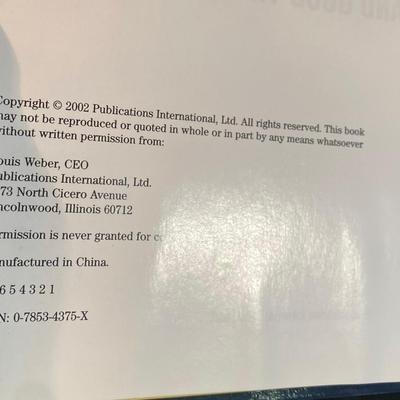 Copyright © 2002 Publications International, Ltd. All rights reserved. This book
may not be reproduced or quoted in whole or in part by any means whatsoever
without written permission from:
ouis Weber, CEO
ublications International, Ltd.
73 North Cicero Avenue
ncolnwood, Illinois 60712
rmission is never granted for c
nufactured in China.
6 5 4 3 2 1
N: 0-7853-4375-X